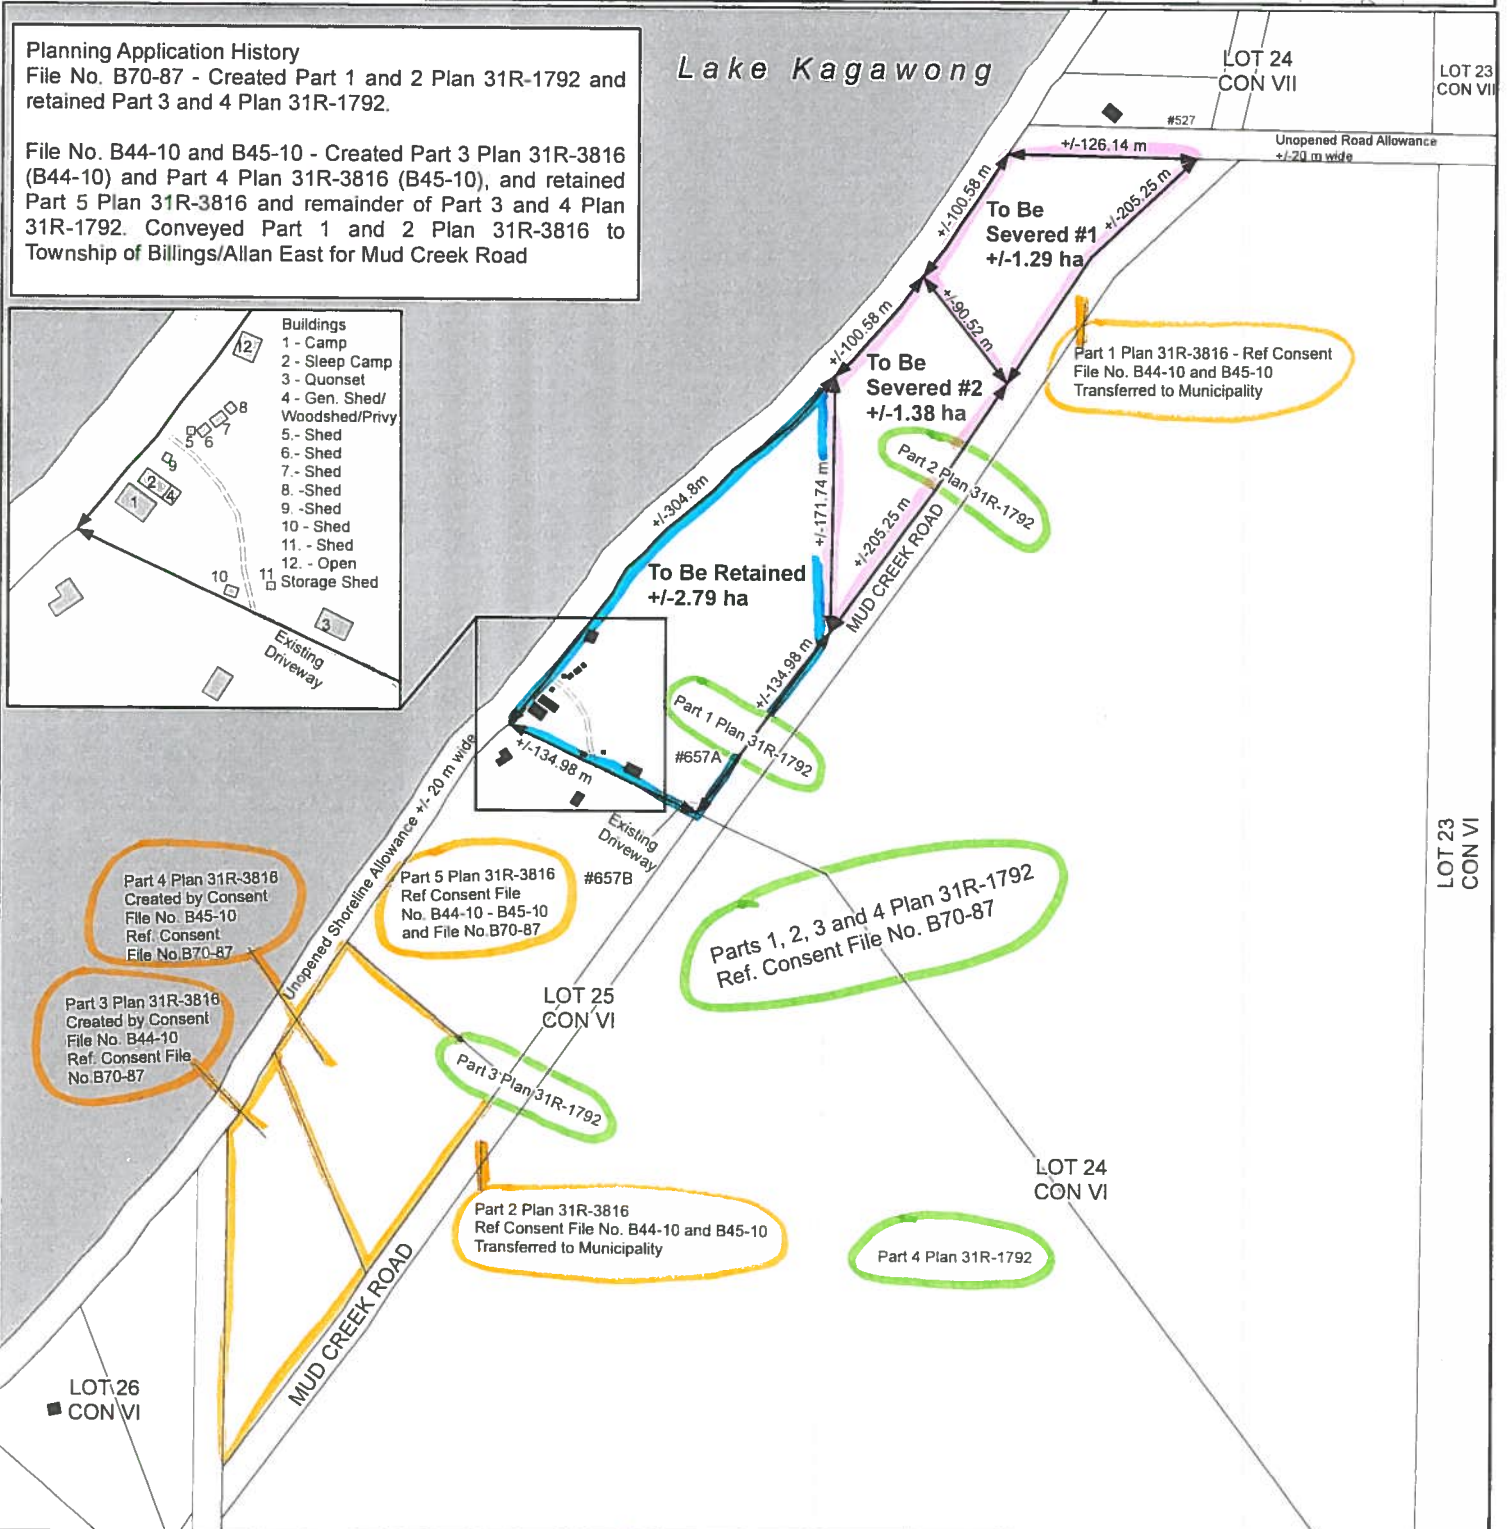 Planning Application History
File No. B70-87 - Created Part 1 and 2 Plan 31R-1792 and
retained Part 3 and 4 Plan 31R-1792.
File No. B44-10 and B45-10 - Created Part 3 Plan 31R-3816
(B44-10) and Part 4 Plan 31R-3816 (B45-10), and retained
Part 5 Plan 31R-3816 and remainder of Part 3 and 4 Plan
31R-1792. Conveyed Part 1 and 2 Plan 31R-3816 to
Township of Billings/Allan East for Mud Creek Road
Lake Kagawong
LOT 24
CON VII
LOT 23
CON VII
#527
Unopened Road Allowance
+/-20 m wide
+/-126.14 m
+/-100.58 m
+/-205.25 m
To Be
Severed #1
+/-1.29 ha
+/-90.52 m
+/-100.58 m
To Be
Severed #2
+/-1.38 ha
Part 1 Plan 31R-3816 - Ref Consent
File No. B44-10 and B45-10
Transferred to Municipality
Part 2 Plan 31R-1792
+/-171.74 m
+/-205.25 m
MUD CREEK ROAD
+/-304.8m
To Be Retained
+/-2.79 ha
+/-134.98 m
Part 1 Plan 31R-1792
#657A
+/-134.98 m
Existing
Driveway
#657B
Buildings
1 - Camp
2 - Sleep Camp
3 - Quonset
4 - Gen. Shed/
Woodshed/Privy
5.- Shed
6.- Shed
7.- Shed
8. -Shed
9. -Shed
10 - Shed
11. - Shed
12. - Open
Storage Shed
12
8
7
6
5
9
2
4
1
10
11
3
Existing
Driveway
Unopened Shoreline Allowance +/- 20 m wide
Part 4 Plan 31R-3816
Created by Consent
File No. B45-10
Ref. Consent
File No.B70-87
Part 5 Plan 31R-3816
Ref Consent File
No. B44-10 - B45-10
and File No.B70-87
Parts 1, 2, 3 and 4 Plan 31R-1792
Ref. Consent File No. B70-87
Part 3 Plan 31R-3816
Created by Consent
File No. B44-10
Ref. Consent File
No.B70-87
LOT 25
CON VI
Part 3 Plan 31R-1792
LOT 23
CON VI
LOT 24
CON VI
Part 2 Plan 31R-3816
Ref Consent File No. B44-10 and B45-10
Transferred to Municipality
Part 4 Plan 31R-1792
MUD CREEK ROAD
LOT 26
CON VI